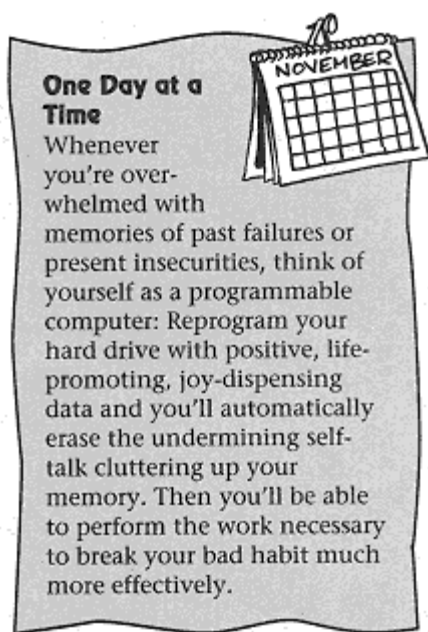 NOVEMBER
One Day at a
Time
Whenever
you're over-
whelmed with
memories of past failures or
present insecurities, think of
yourself as a programmable
computer: Reprogram your
hard drive with positive, life-
promoting, joy-dispensing
data and you'll automatically
erase the undermining self-
talk cluttering up your
memory. Then you'll be able
to perform the work necessary
to break your bad habit much
more effectively.